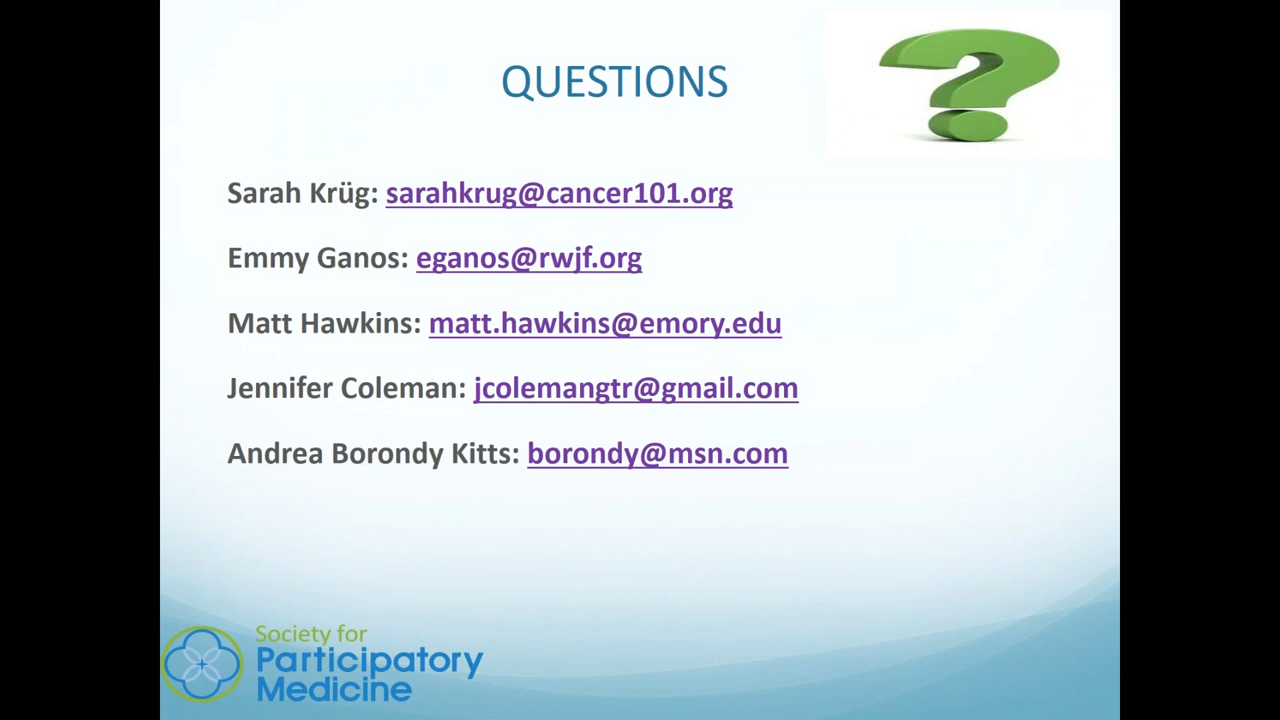 QUESTIONS
Sarah Krüg: sarahkrug@cancer101.org
Emmy Ganos: eganos@rwjf.org
Matt Hawkins: matt.hawkins@emory.edu
Jennifer Coleman: jcolemangtr@gmail.com
Andrea Borondy Kitts: borondy@msn.com
Society for
Participatory
Medicine